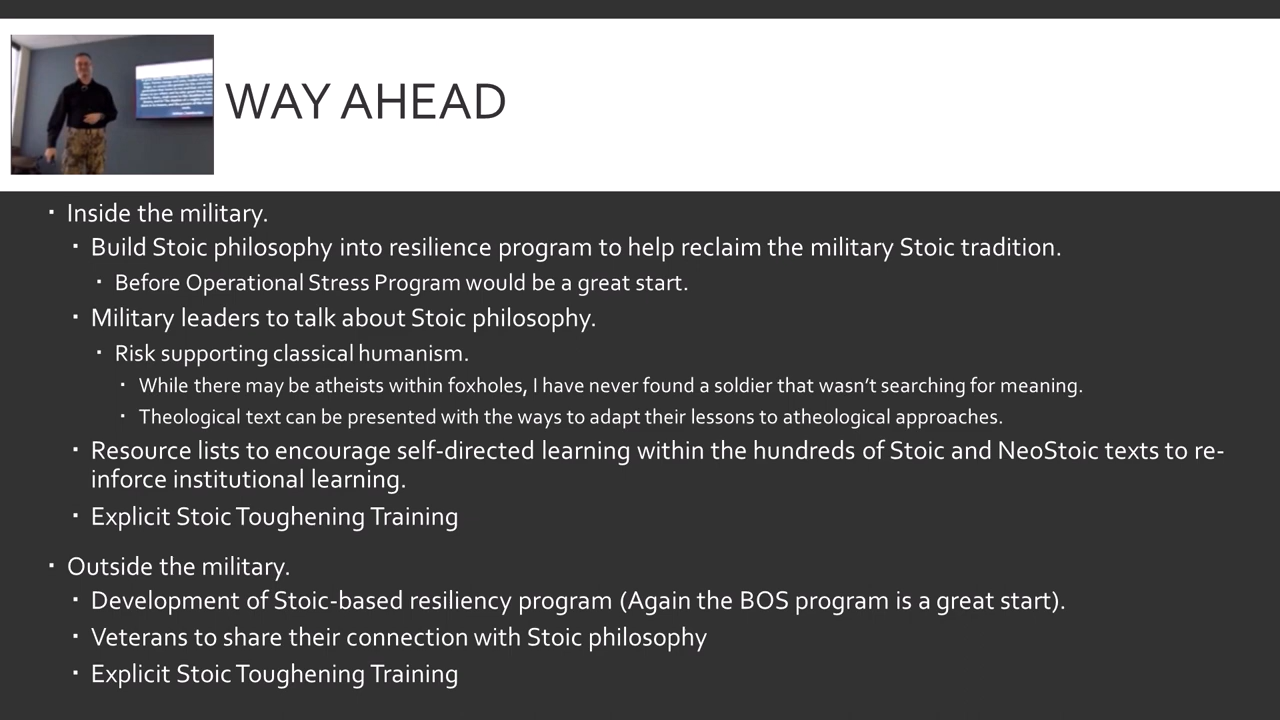 WAY AHEAD
▪ Inside the military.
▪ Build Stoic philosophy into resilience program to help reclaim the military Stoic tradition.
▪ Before Operational Stress Program would be a great start.
▪ Military leaders to talk about Stoic philosophy.
▪ Risk supporting classical humanism.
▪ While there may be atheists within foxholes, I have never found a soldier that wasn’t searching for meaning.
▪ Theological text can be presented with the ways to adapt their lessons to atheological approaches.
▪ Resource lists to encourage self-directed learning within the hundreds of Stoic and NeoStoic texts to re-
inforce institutional learning.
▪ Explicit Stoic Toughening Training
▪ Outside the military.
▪ Development of Stoic-based resiliency program (Again the BOS program is a great start).
▪ Veterans to share their connection with Stoic philosophy
▪ Explicit Stoic Toughening Training